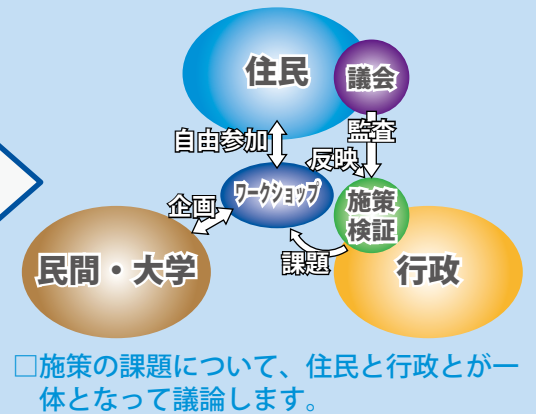 住民
議会
自由参加
監査
反映
ワークショップ
施策
検証
企画
課題
民間・大学
行政
□施策の課題について、住民と行政とが一
体となって議論します。